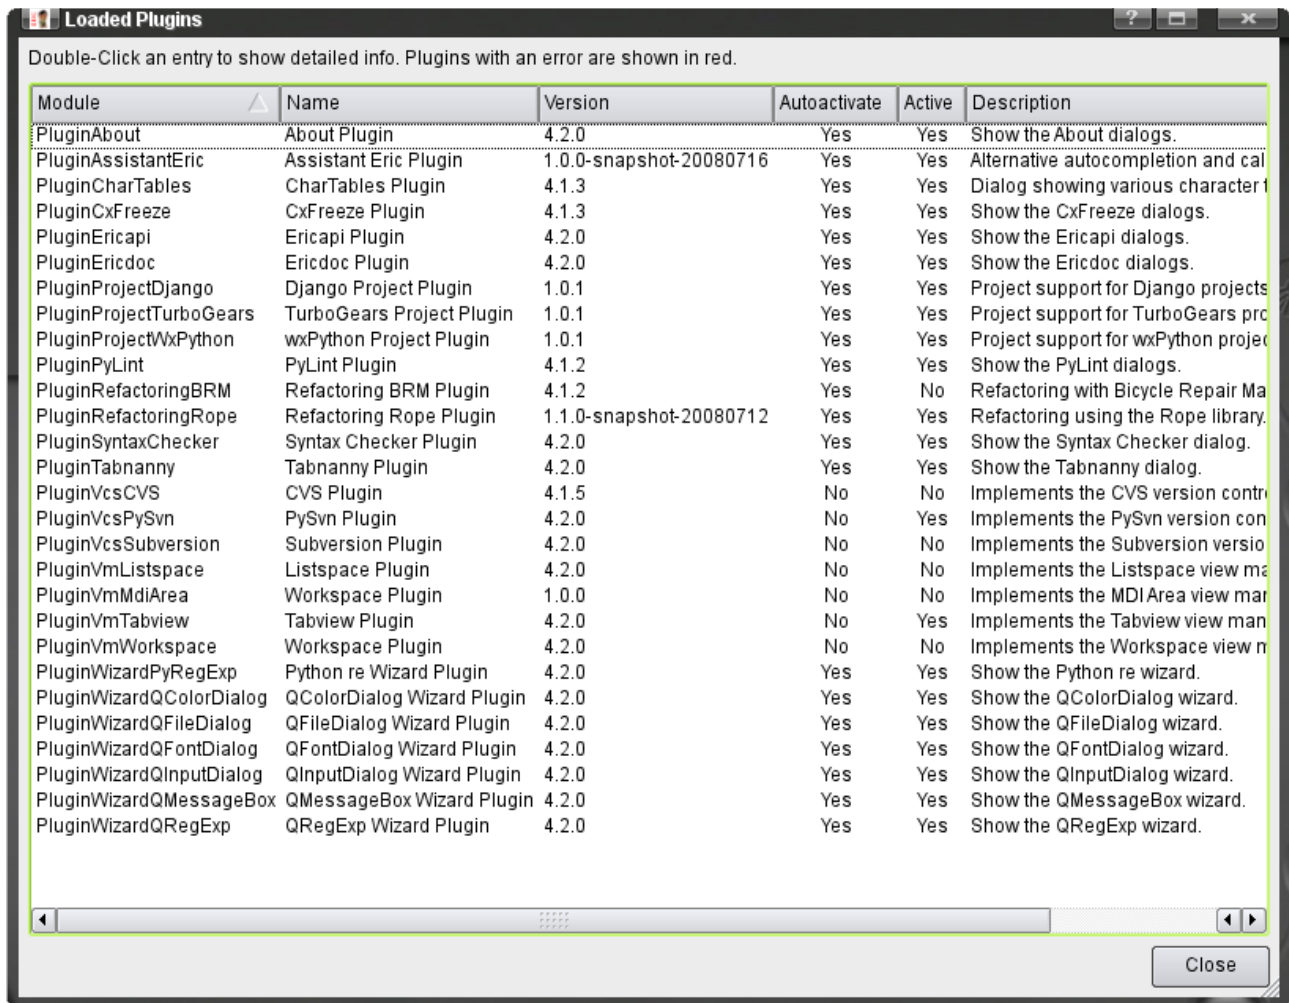 Loaded Plugins
Double-Click an entry to show detailed info. Plugins with an error are shown in red.
Module Name Version Autoactivate Active Description
PluginAbout About Plugin 4.2.0 Yes Yes Show the About dialogs.
PluginAssistantEric Assistant Eric Plugin 1.0.0-snapshot-20080716 Yes Yes Alternative autocompletion and cal
PluginCharTables CharTables Plugin 4.1.3 Yes Yes Dialog showing various character t
PluginCxFreeze CxFreeze Plugin 4.1.3 Yes Yes Show the CxFreeze dialogs.
PluginEricapi Ericapi Plugin 4.2.0 Yes Yes Show the Ericapi dialogs.
PluginEricdoc Ericdoc Plugin 4.2.0 Yes Yes Show the Ericdoc dialogs.
PluginProjectDjango Django Project Plugin 1.0.1 Yes Yes Project support for Django projects
PluginProjectTurboGears TurboGears Project Plugin 1.0.1 Yes Yes Project support for TurboGears pro
PluginProjectWxPython wxPython Project Plugin 1.0.1 Yes Yes Project support for wxPython projec
PluginPyLint PyLint Plugin 4.1.2 Yes Yes Show the PyLint dialogs.
PluginRefactoringBRM Refactoring BRM Plugin 4.1.2 Yes No Refactoring with Bicycle Repair Ma
PluginRefactoringRope Refactoring Rope Plugin 1.1.0-snapshot-20080712 Yes Yes Refactoring using the Rope library.
PluginSyntaxChecker Syntax Checker Plugin 4.2.0 Yes Yes Show the Syntax Checker dialog.
PluginTabnanny Tabnanny Plugin 4.2.0 Yes Yes Show the Tabnanny dialog.
PluginVcsCVS CVS Plugin 4.1.5 No No Implements the CVS version contr
PluginVcsPySvn PySvn Plugin 4.2.0 No Yes Implements the PySvn version con
PluginVcsSubversion Subversion Plugin 4.2.0 No No Implements the Subversion versio
PluginVmListspace Listspace Plugin 4.2.0 No No Implements the Listspace view ma
PluginVmMdiArea Workspace Plugin 1.0.0 No No Implements the MDI Area view mar
PluginVmTabview Tabview Plugin 4.2.0 No Yes Implements the Tabview view man
PluginVmWorkspace Workspace Plugin 4.2.0 No No Implements the Workspace view m
PluginWizardPyRegExp Python re Wizard Plugin 4.2.0 Yes Yes Show the Python re wizard.
PluginWizardQColorDialog QColorDialog Wizard Plugin 4.2.0 Yes Yes Show the QColorDialog wizard.
PluginWizardQFileDialog QFileDialog Wizard Plugin 4.2.0 Yes Yes Show the QFileDialog wizard.
PluginWizardQFontDialog QFontDialog Wizard Plugin 4.2.0 Yes Yes Show the QFontDialog wizard.
PluginWizardQInputDialog QInputDialog Wizard Plugin 4.2.0 Yes Yes Show the QInputDialog wizard.
PluginWizardQMessageBox QMessageBox Wizard Plugin 4.2.0 Yes Yes Show the QMessageBox wizard.
PluginWizardQRegExp QRegExp Wizard Plugin 4.2.0 Yes Yes Show the QRegExp wizard.
Close